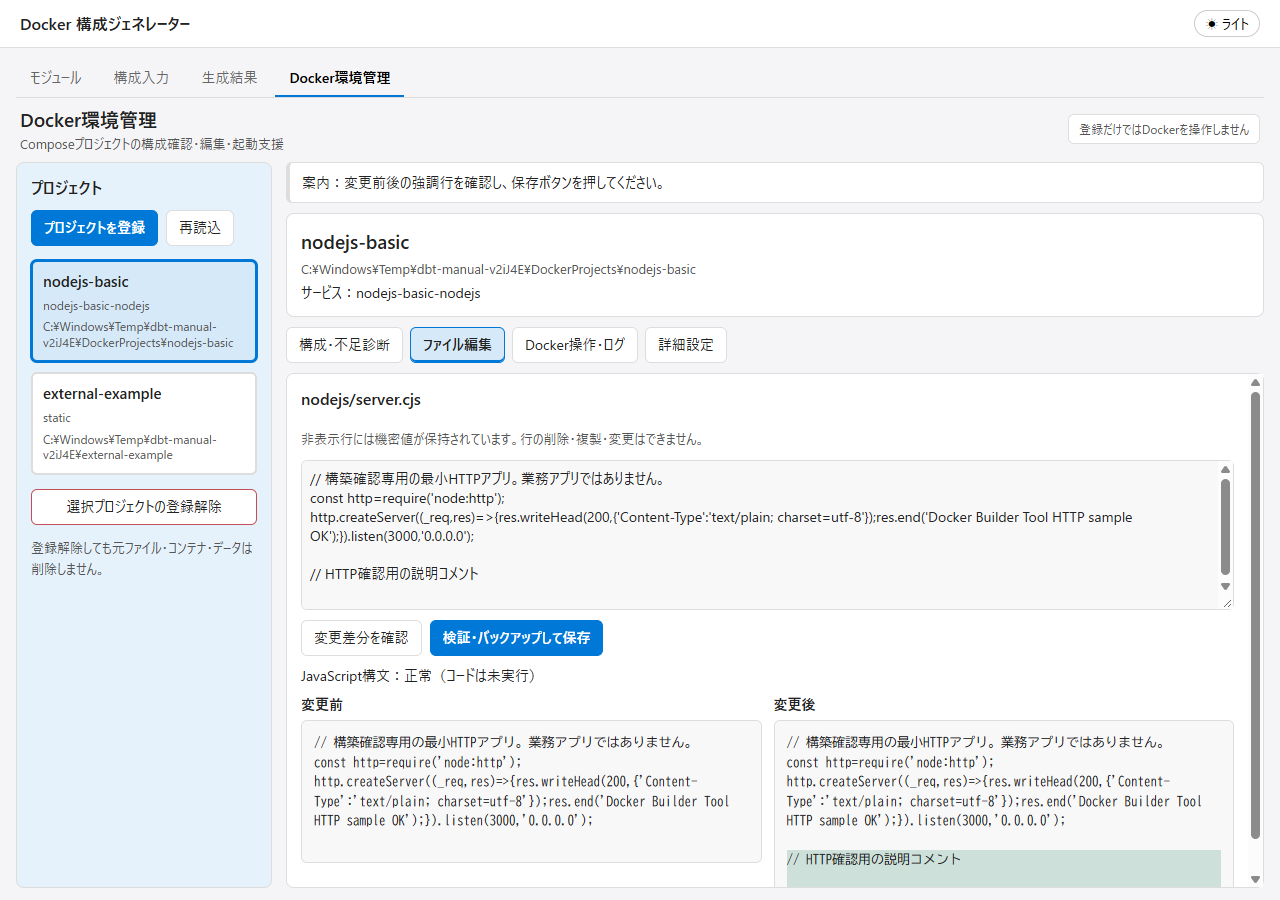 Docker 構成ジェネレーター
ライト
モジュール 構成入力 生成結果 Docker環境管理
Docker環境管理
Composeプロジェクトの構成確認・編集・起動支援
登録だけではDockerを操作しません
プロジェクト
プロジェクトを登録 再読込
nodejs-basic
nodejs-basic-nodejs
C:¥Windows¥Temp¥dbt-manual-
v2iJ4E¥DockerProjects¥nodejs-basic
external-example
static
C:¥Windows¥Temp¥dbt-manual-
v2iJ4E¥external-example
選択プロジェクトの登録解除
登録解除しても元ファイル・コンテナ・データは
削除しません。
案内：変更前後の強調行を確認し、保存ボタンを押してください。
nodejs-basic
C:¥Windows¥Temp¥dbt-manual-v2iJ4E¥DockerProjects¥nodejs-basic
サービス：nodejs-basic-nodejs
構成・不足診断 ファイル編集 Docker操作・ログ 詳細設定
nodejs/server.cjs
非表示行には機密値が保持されています。行の削除・複製・変更はできません。
// 構築確認専用の最小HTTPアプリ。業務アプリではありません。
const http=require('node:http');
http.createServer((_req,res)=>{res.writeHead(200,{'Content-Type':'text/plain; charset=utf-8'});res.end('Docker Builder Tool HTTP sample
OK');}).listen(3000,'0.0.0.0');
// HTTP確認用の説明コメント
変更差分を確認 検証・バックアップして保存
JavaScript構文：正常（コードは未実行）
変更前
// 構築確認専用の最小HTTPアプリ。業務アプリではありません。
const http=require('node:http');
http.createServer((_req,res)=>{res.writeHead(200,{'Content-
Type':'text/plain; charset=utf-8'});res.end('Docker Builder Tool
HTTP sample OK');}).listen(3000,'0.0.0.0');
変更後
// 構築確認専用の最小HTTPアプリ。業務アプリではありません。
const http=require('node:http');
http.createServer((_req,res)=>{res.writeHead(200,{'Content-
Type':'text/plain; charset=utf-8'});res.end('Docker Builder Tool
HTTP sample OK');}).listen(3000,'0.0.0.0');
// HTTP確認用の説明コメント